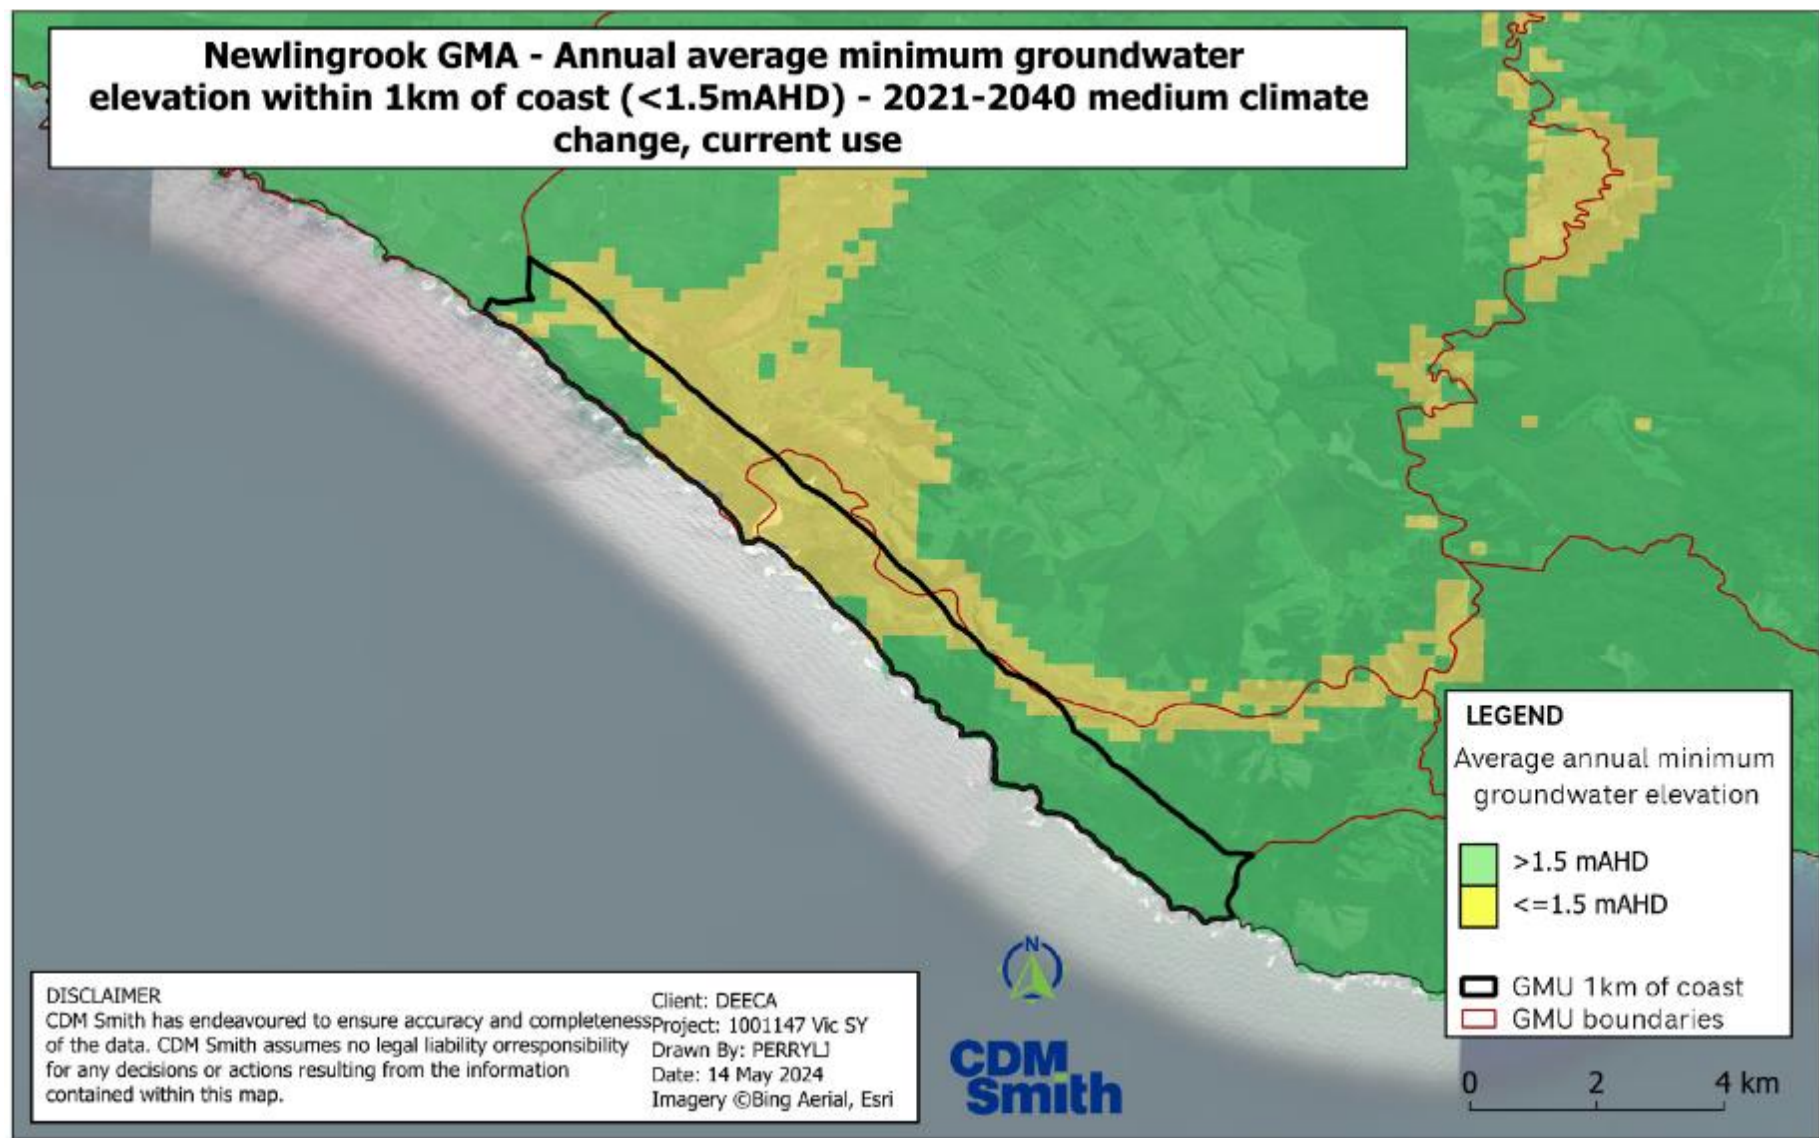 Newlingrook GMA - Annual average minimum groundwater
elevation within 1km of coast (<1.5mAHD) - 2021-2040 medium climate
change, current use
LEGEND
Average annual minimum
groundwater elevation
>1.5 mAHD
<=1.5 mAHD
GMU 1km of coast
GMU boundaries
0 2 4 km
N
CDM
Smith
DISCLAIMER
CDM Smith has endeavoured to ensure accuracy and completeness
of the data. CDM Smith assumes no legal liability orresponsibility
for any decisions or actions resulting from the information
contained within this map.
Client: DEECA
Project: 1001147 Vic SY
Drawn By: PERRYLJ
Date: 14 May 2024
Imagery ©Bing Aerial, Esri